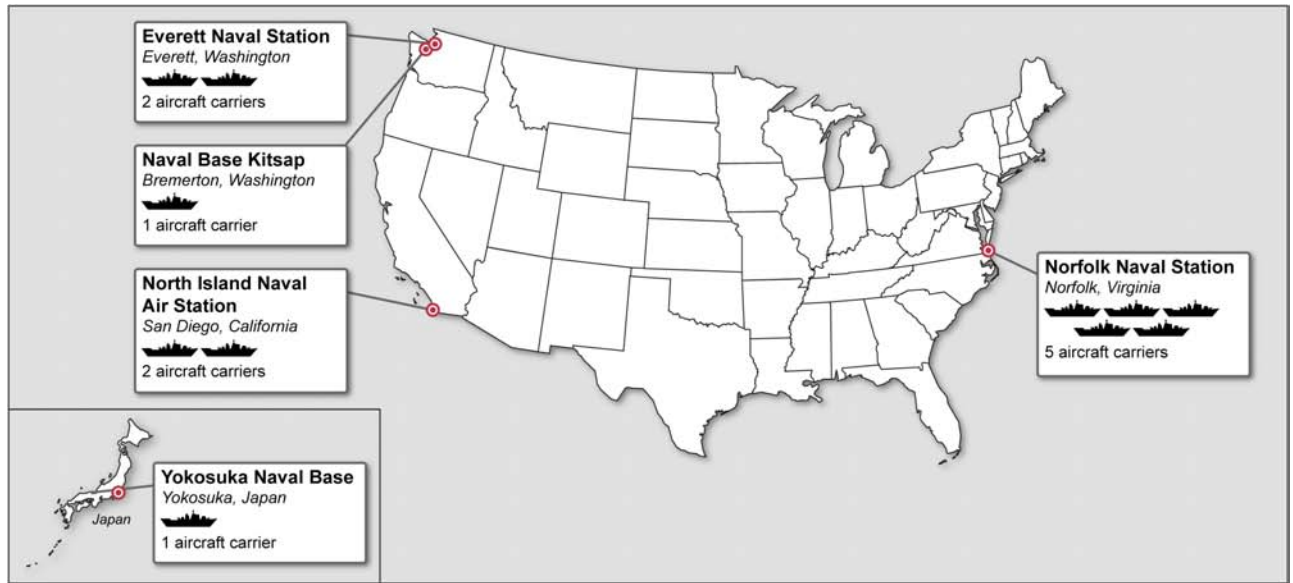 Everett Naval Station
Everett, Washington
2 aircraft carriers
Naval Base Kitsap
Bremerton, Washington
1 aircraft carrier
North Island Naval
Air Station
San Diego, California
2 aircraft carriers
Norfolk Naval Station
Norfolk, Virginia
5 aircraft carriers
Yokosuka Naval Base
Yokosuka, Japan
1 aircraft carrier
Japan